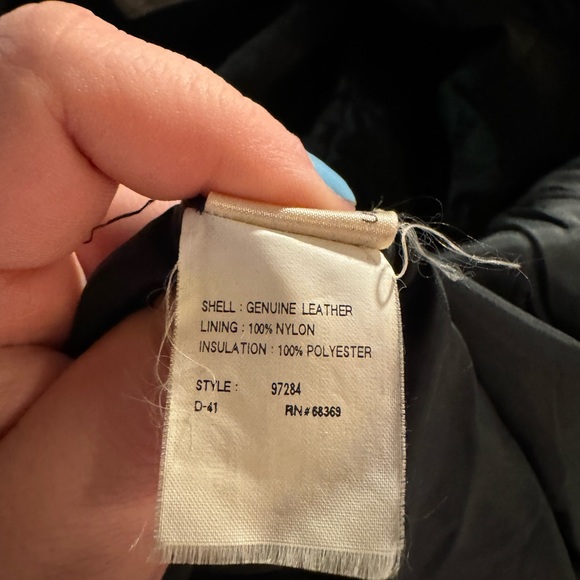 SHELL : GENUINE LEATHER
LINING : 100% NYLON
INSULATION : 100% POLYESTER
STYLE : 97284
D-41 RN# 68369